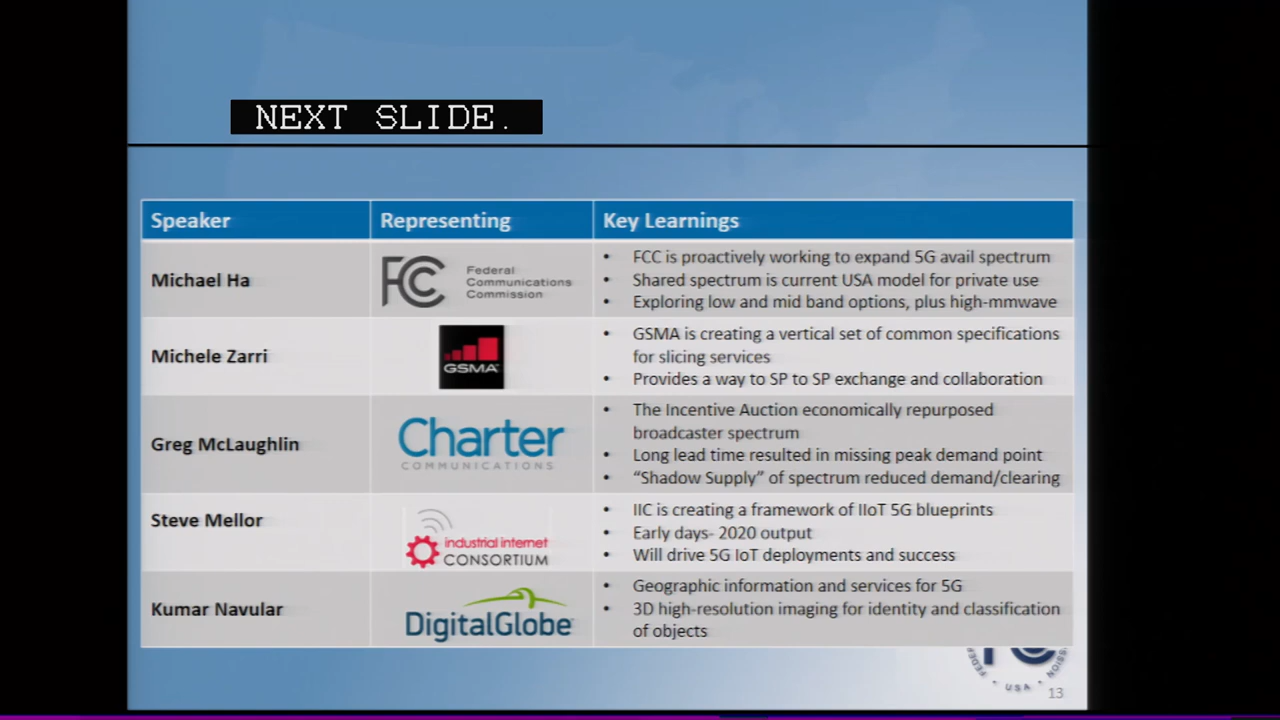 NEXT SLIDE.
Speaker
Representing
Key Learnings
Michael Ha
FCC Federal
Communications
Commission
• FCC is proactively working to expand 5G avail spectrum
• Shared spectrum is current USA model for private use
• Exploring low and mid band options, plus high-mmwave
Michele Zarri
GSMA
• GSMA is creating a vertical set of common specifications
for slicing services
• Provides a way to SP to SP exchange and collaboration
Greg McLaughlin
Charter
COMMUNICATIONS
• The Incentive Auction economically repurposed
broadcaster spectrum
• Long lead time resulted in missing peak demand point
• “Shadow Supply” of spectrum reduced demand/clearing
Steve Mellor
industrial internet
CONSORTIUM
• IIC is creating a framework of IIoT 5G blueprints
• Early days- 2020 output
• Will drive 5G IoT deployments and success
Kumar Navular
DigitalGlobe
• Geographic information and services for 5G
• 3D high-resolution imaging for identity and classification
of objects
• USA •
13